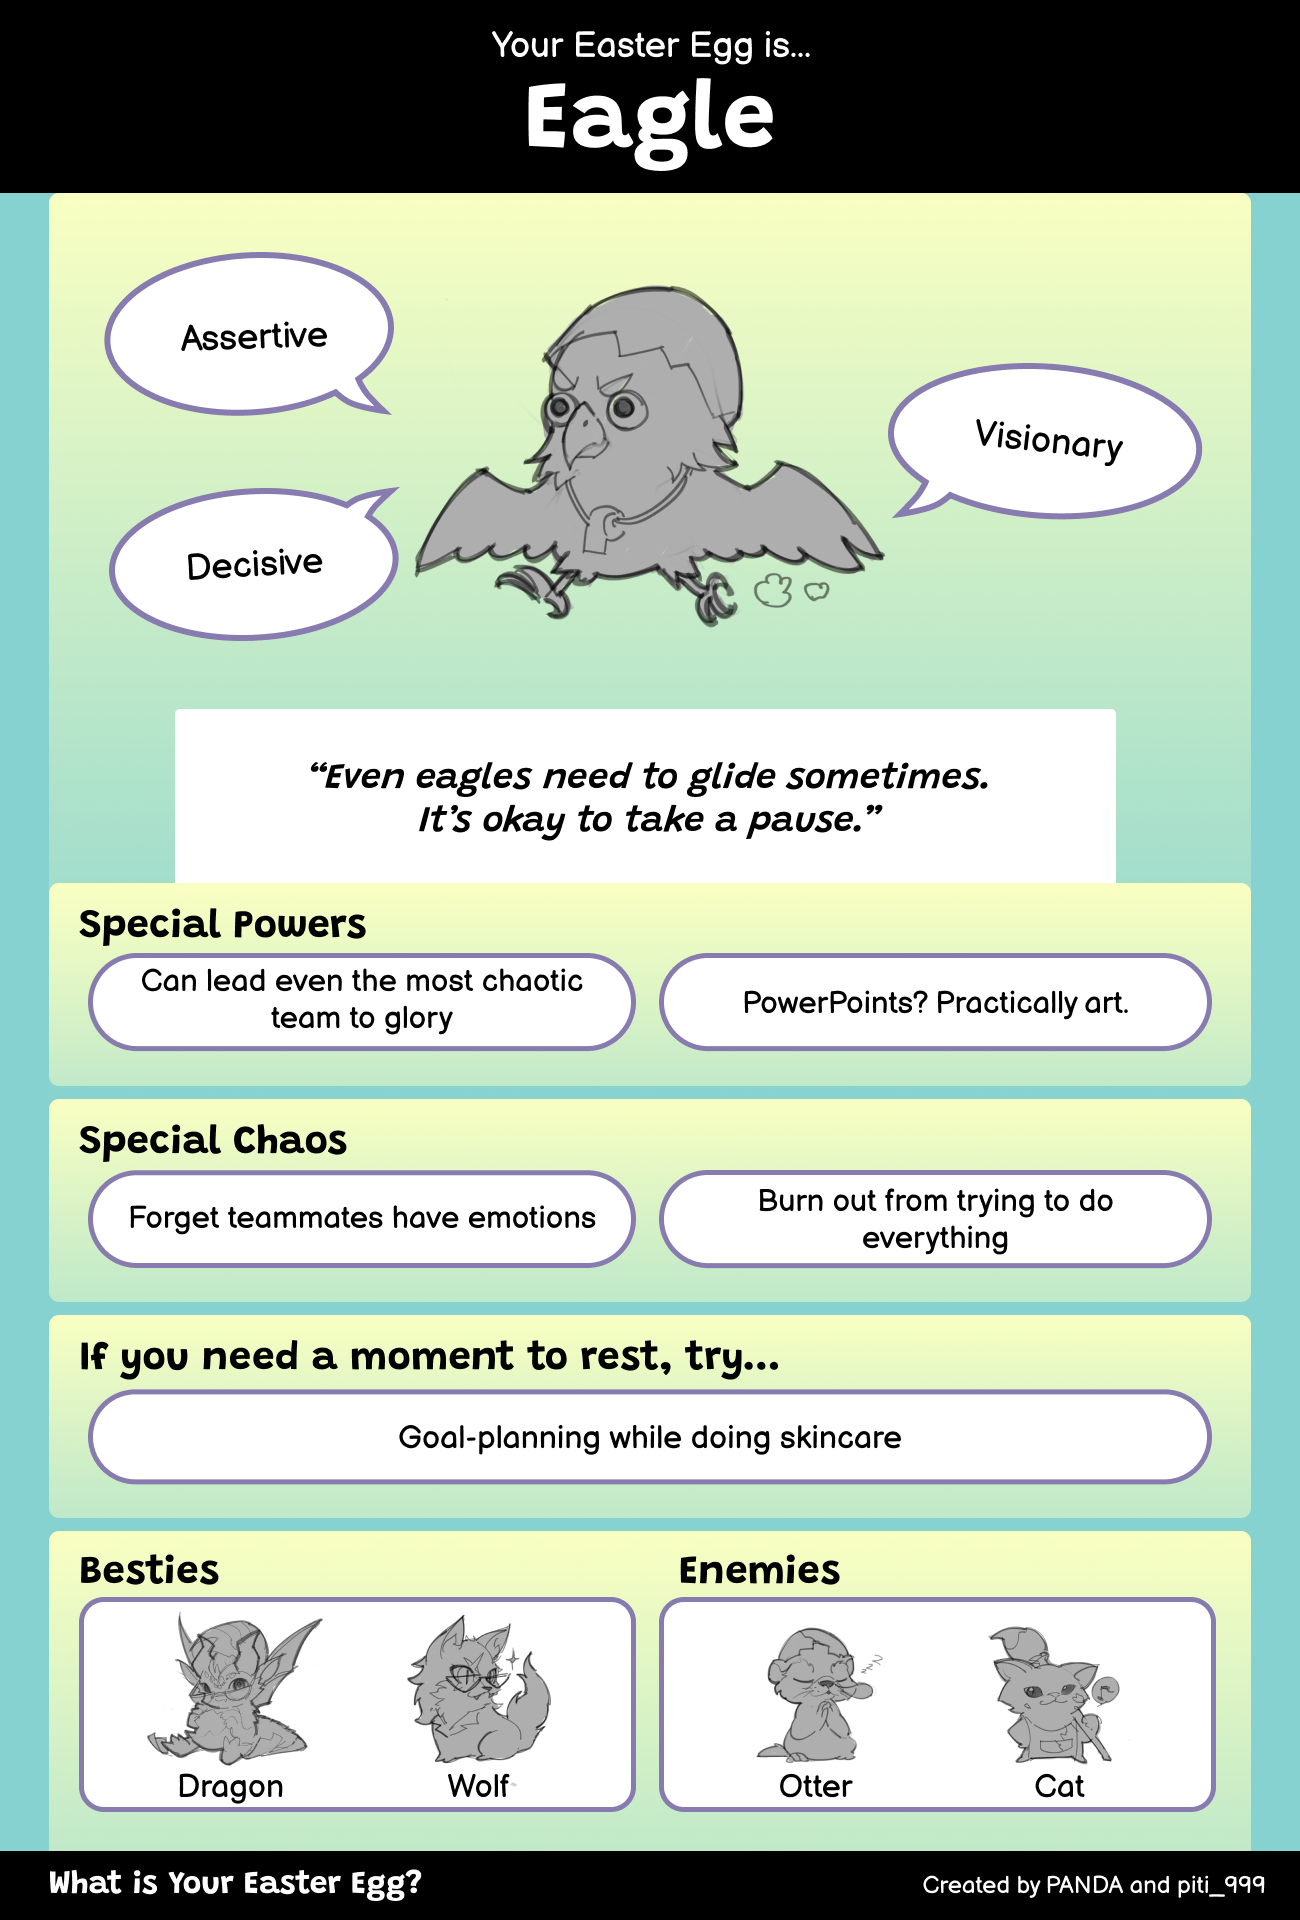 Your Easter Egg is...
Eagle
Assertive
Visionary
Decisive
“Even eagles need to glide sometimes.
It’s okay to take a pause.”
Special Powers
Can lead even the most chaotic
team to glory
PowerPoints? Practically art.
Special Chaos
Forget teammates have emotions
Burn out from trying to do
everything
If you need a moment to rest, try...
Goal-planning while doing skincare
Besties
Enemies
zzz
Dragon
Wolf
Otter
Cat
What is Your Easter Egg?
Created by PANDA and piti_999